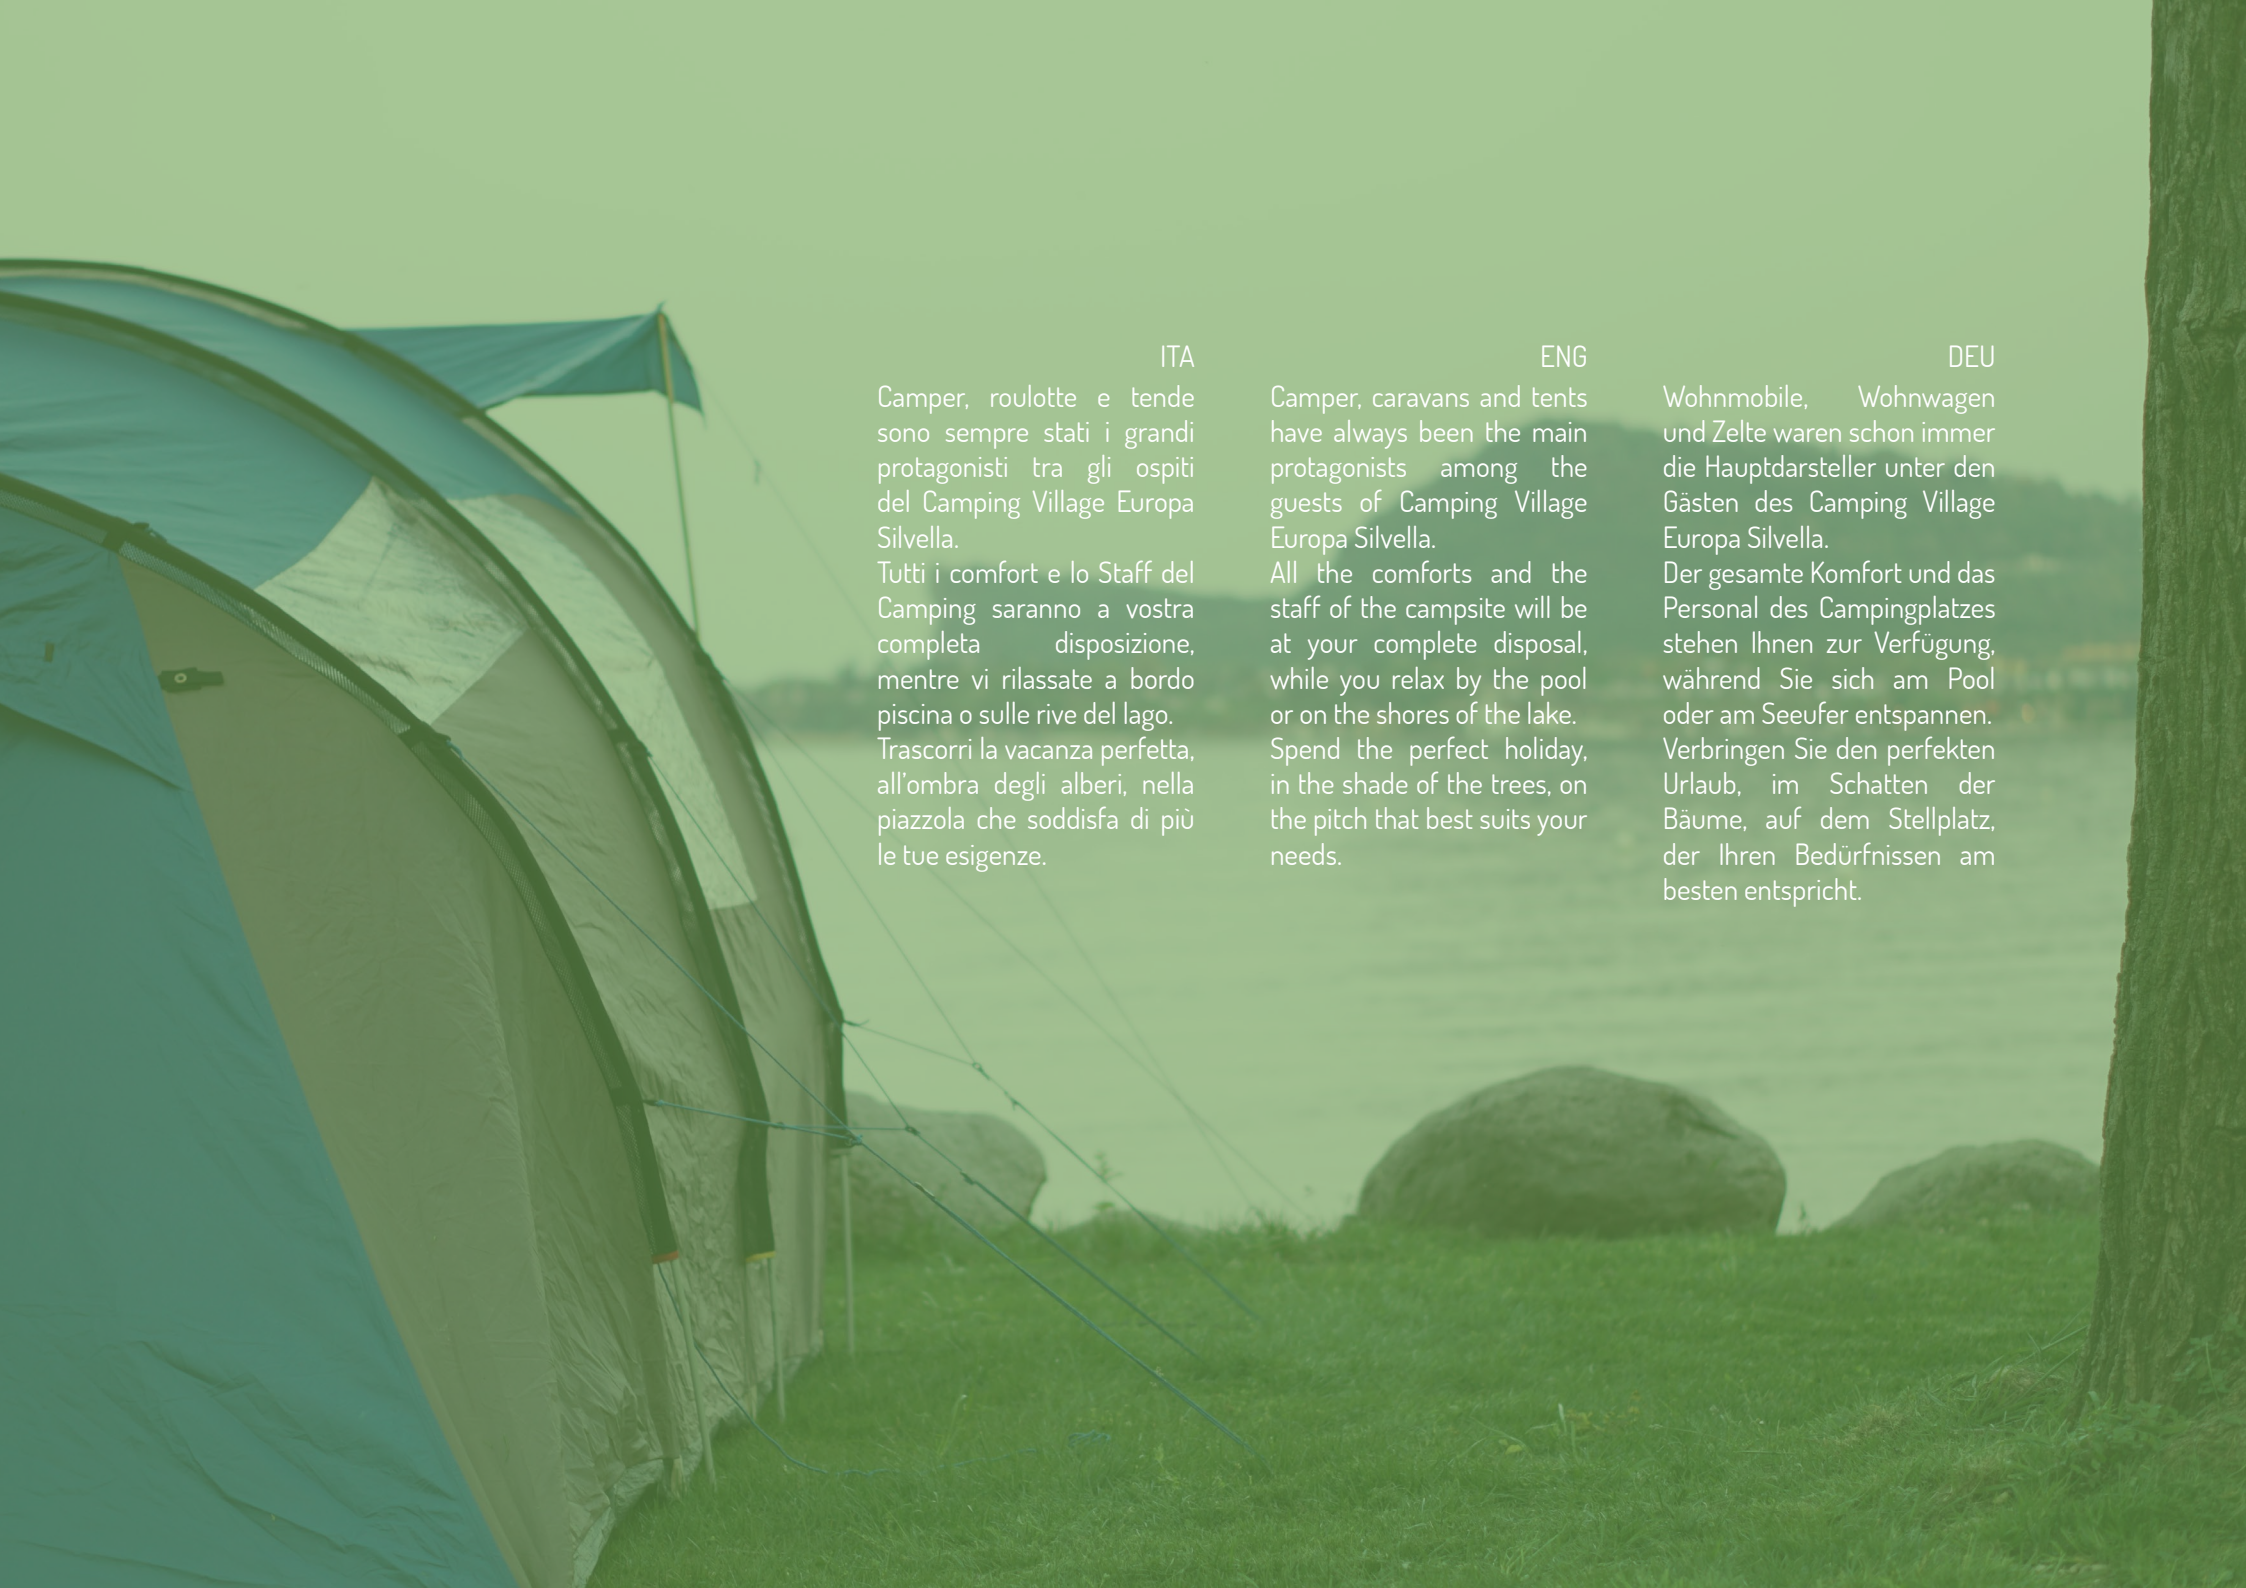 ITA
Camper, roulotte e tende
sono sempre stati i grandi
protagonisti tra gli ospiti
del Camping Village Europa
Silvella.
Tutti i comfort e lo Staff del
Camping saranno a vostra
completa disposizione,
mentre vi rilassate a bordo
piscina o sulle rive del lago.
Trascorri la vacanza perfetta,
all’ombra degli alberi, nella
piazzola che soddisfa di più
le tue esigenze.
ENG
Camper, caravans and tents
have always been the main
protagonists among the
guests of Camping Village
Europa Silvella.
All the comforts and the
staff of the campsite will be
at your complete disposal,
while you relax by the pool
or on the shores of the lake.
Spend the perfect holiday,
in the shade of the trees, on
the pitch that best suits your
needs.
DEU
Wohnmobile, Wohnwagen
und Zelte waren schon immer
die Hauptdarsteller unter den
Gästen des Camping Village
Europa Silvella.
Der gesamte Komfort und das
Personal des Campingplatzes
stehen Ihnen zur Verfügung,
während Sie sich am Pool
oder am Seeufer entspannen.
Verbringen Sie den perfekten
Urlaub, im Schatten der
Bäume, auf dem Stellplatz,
der Ihren Bedürfnissen am
besten entspricht.